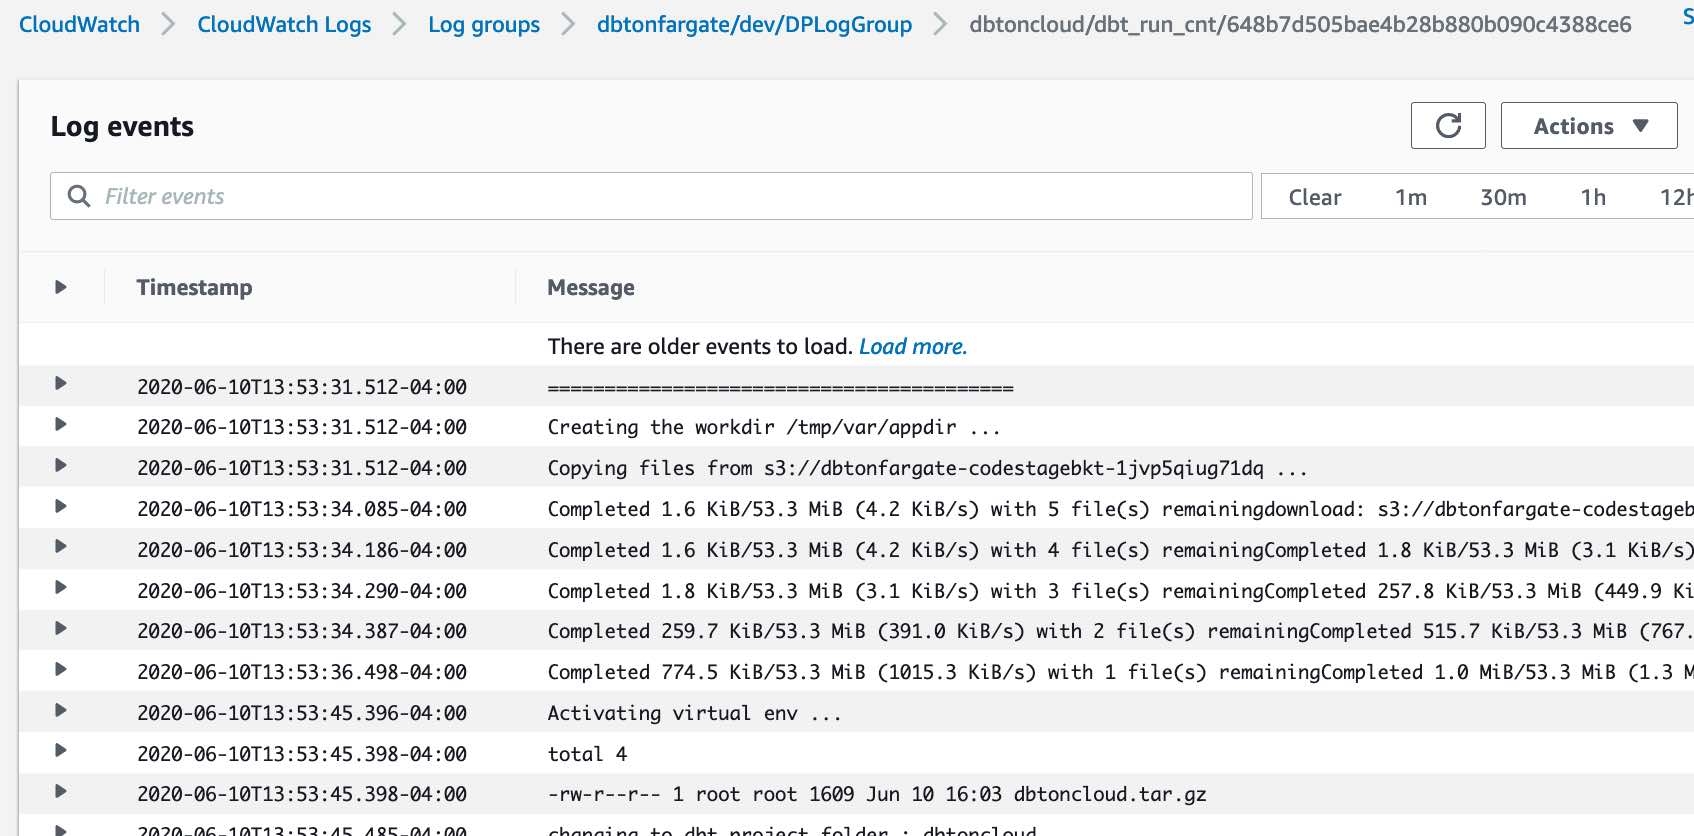 CloudWatch CloudWatch Logs Log groups dbtonfargate/dev/DPLogGroup dbtoncloud/dbt_run_cnt/648b7d505bae4b28b880b090c4388ce6 S
Log events
Actions
Filter events
Clear 1m 30m 1h 12h
Timestamp Message
There are older events to load. Load more.
2020-06-10T13:53:31.512-04:00 =========================================
2020-06-10T13:53:31.512-04:00 Creating the workdir /tmp/var/appdir ...
2020-06-10T13:53:31.512-04:00 Copying files from s3://dbtonfargate-codestagebkt-1jvp5qiug71dq ...
2020-06-10T13:53:34.085-04:00 Completed 1.6 KiB/53.3 MiB (4.2 KiB/s) with 5 file(s) remainingdownload: s3://dbtonfargate-codestageb
2020-06-10T13:53:34.186-04:00 Completed 1.6 KiB/53.3 MiB (4.2 KiB/s) with 4 file(s) remainingCompleted 1.8 KiB/53.3 MiB (3.1 KiB/s)
2020-06-10T13:53:34.290-04:00 Completed 1.8 KiB/53.3 MiB (3.1 KiB/s) with 3 file(s) remainingCompleted 257.8 KiB/53.3 MiB (449.9 Ki
2020-06-10T13:53:34.387-04:00 Completed 259.7 KiB/53.3 MiB (391.0 KiB/s) with 2 file(s) remainingCompleted 515.7 KiB/53.3 MiB (767.
2020-06-10T13:53:36.498-04:00 Completed 774.5 KiB/53.3 MiB (1015.3 KiB/s) with 1 file(s) remainingCompleted 1.0 MiB/53.3 MiB (1.3 M
2020-06-10T13:53:45.396-04:00 Activating virtual env ...
2020-06-10T13:53:45.398-04:00 total 4
2020-06-10T13:53:45.398-04:00 -rw-r--r-- 1 root root 1609 Jun 10 16:03 dbtoncloud.tar.gz
2020-06-10T13:53:45.485-04:00 changing to dbt project folder : dbtoncloud